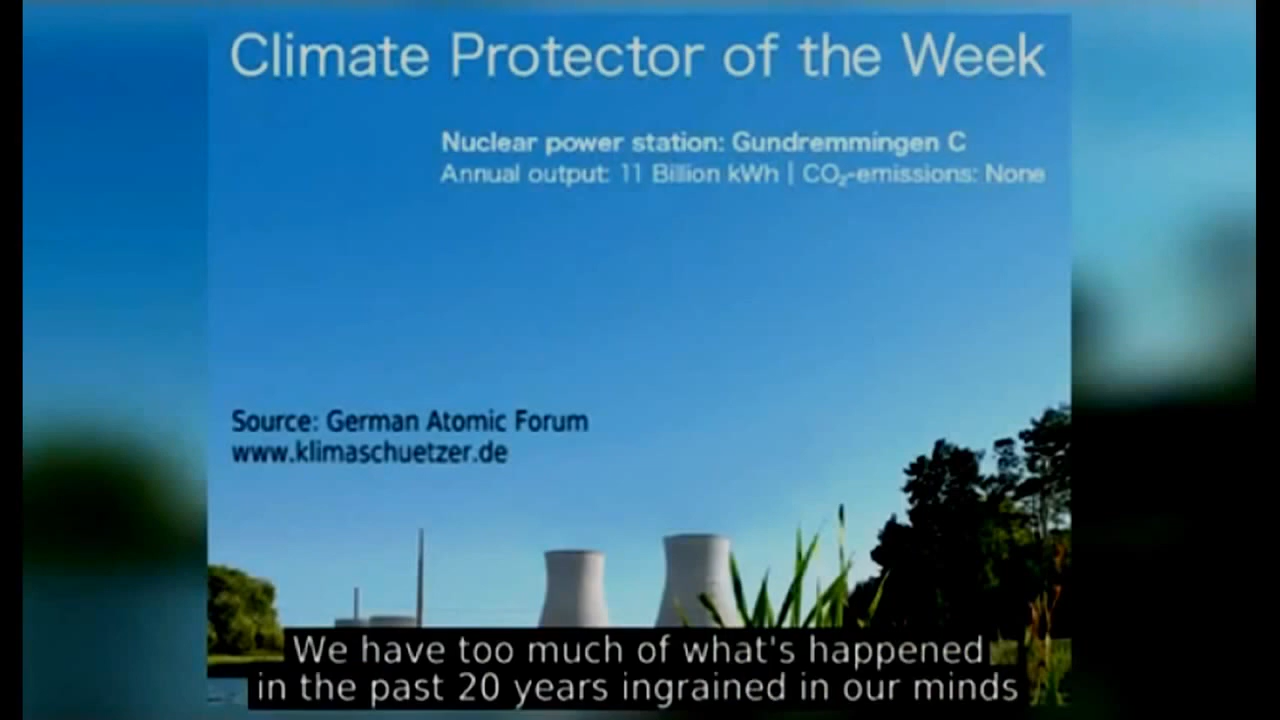 Climate Protector of the Week
Nuclear power station: Gundremmingen C
Annual output: 11 Billion kWh | CO₂-emissions: None
Source: German Atomic Forum
www.klimaschuetzer.de
We have too much of what's happened
in the past 20 years ingrained in our minds